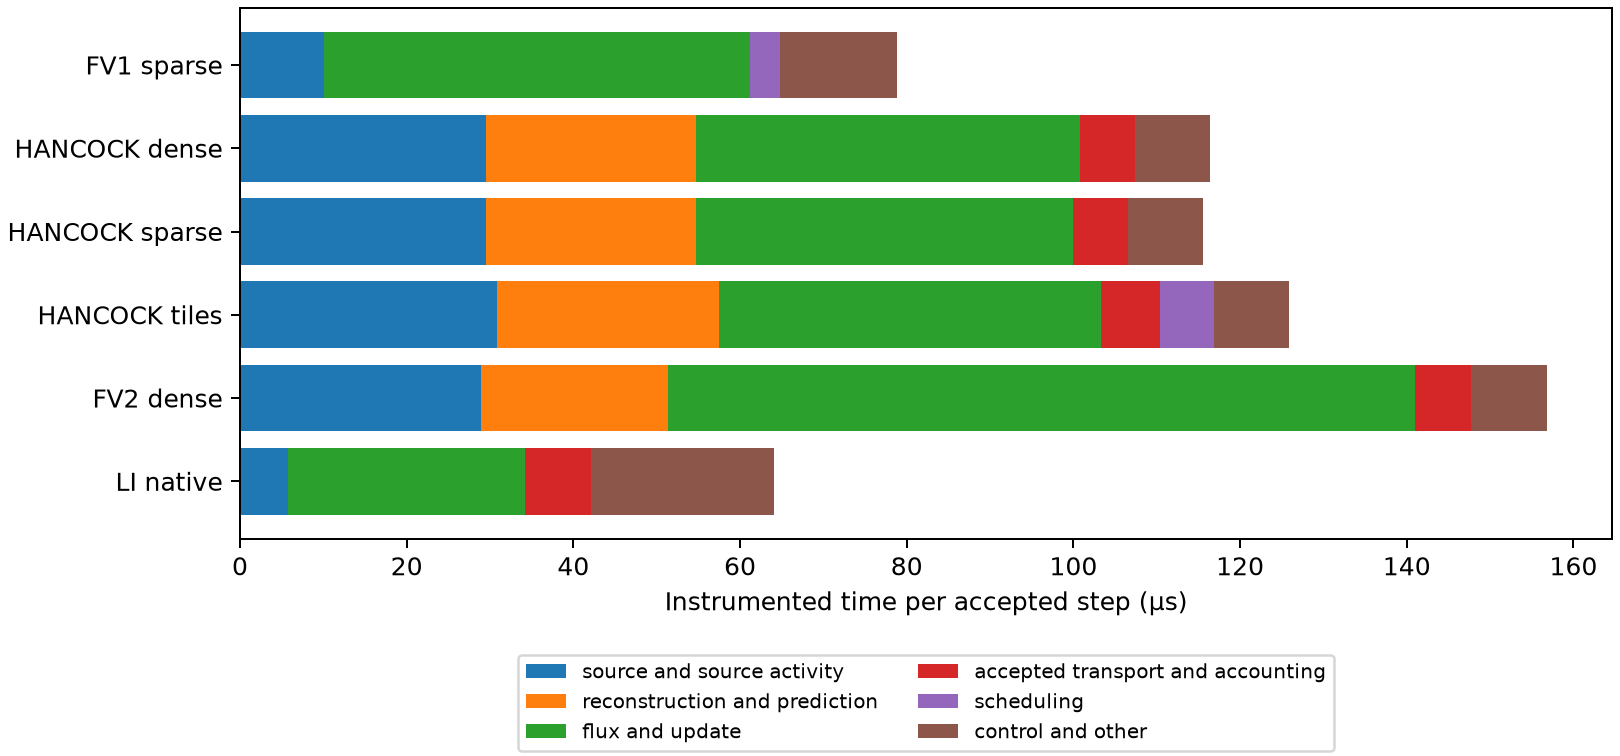 FV1 sparse
HANCOCK dense
HANCOCK sparse
HANCOCK tiles
FV2 dense
LI native
0 20 40 60 80 100 120 140 160
Instrumented time per accepted step (µs)
source and source activity
reconstruction and prediction
flux and update
accepted transport and accounting
scheduling
control and other